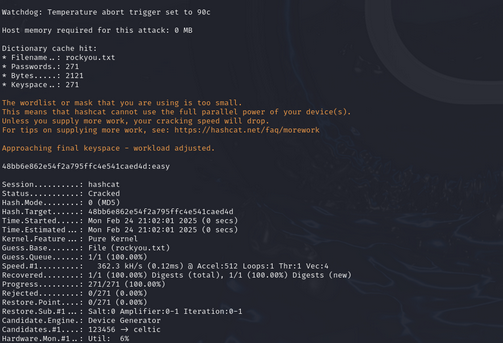 Watchdog: Temperature abort trigger set to 90c
Host memory required for this attack: 0 MB
Dictionary cache hit:
* Filename..: rockyou.txt
* Passwords.: 271
* Bytes.....: 2121
* Keyspace..: 271
The wordlist or mask that you are using is too small.
This means that hashcat cannot use the full parallel power of your device(s).
Unless you supply more work, your cracking speed will drop.
For tips on supplying more work, see: https://hashcat.net/faq/morework
Approaching final keyspace - workload adjusted.
48bb6e862e54f2a795ffc4e541caed4d:easy
Session..........: hashcat
Status...........: Cracked
Hash.Mode........: 0 (MD5)
Hash.Target......: 48bb6e862e54f2a795ffc4e541caed4d
Time.Started.....: Mon Feb 24 21:02:01 2025 (0 secs)
Time.Estimated...: Mon Feb 24 21:02:01 2025 (0 secs)
Kernel.Feature...: Pure Kernel
Guess.Base.......: File (rockyou.txt)
Guess.Queue......: 1/1 (100.00%)
Speed.#1.........: 362.3 kH/s (0.12ms) @ Accel:512 Loops:1 Thr:1 Vec:4
Recovered........: 1/1 (100.00%) Digests (total), 1/1 (100.00%) Digests (new)
Progress.........: 271/271 (100.00%)
Rejected.........: 0/271 (0.00%)
Restore.Point....: 0/271 (0.00%)
Restore.Sub.#1...: Salt:0 Amplifier:0-1 Iteration:0-1
Candidate.Engine.: Device Generator
Candidates.#1....: 123456 -> celtic
Hardware.Mon.#1..: Util: 6%